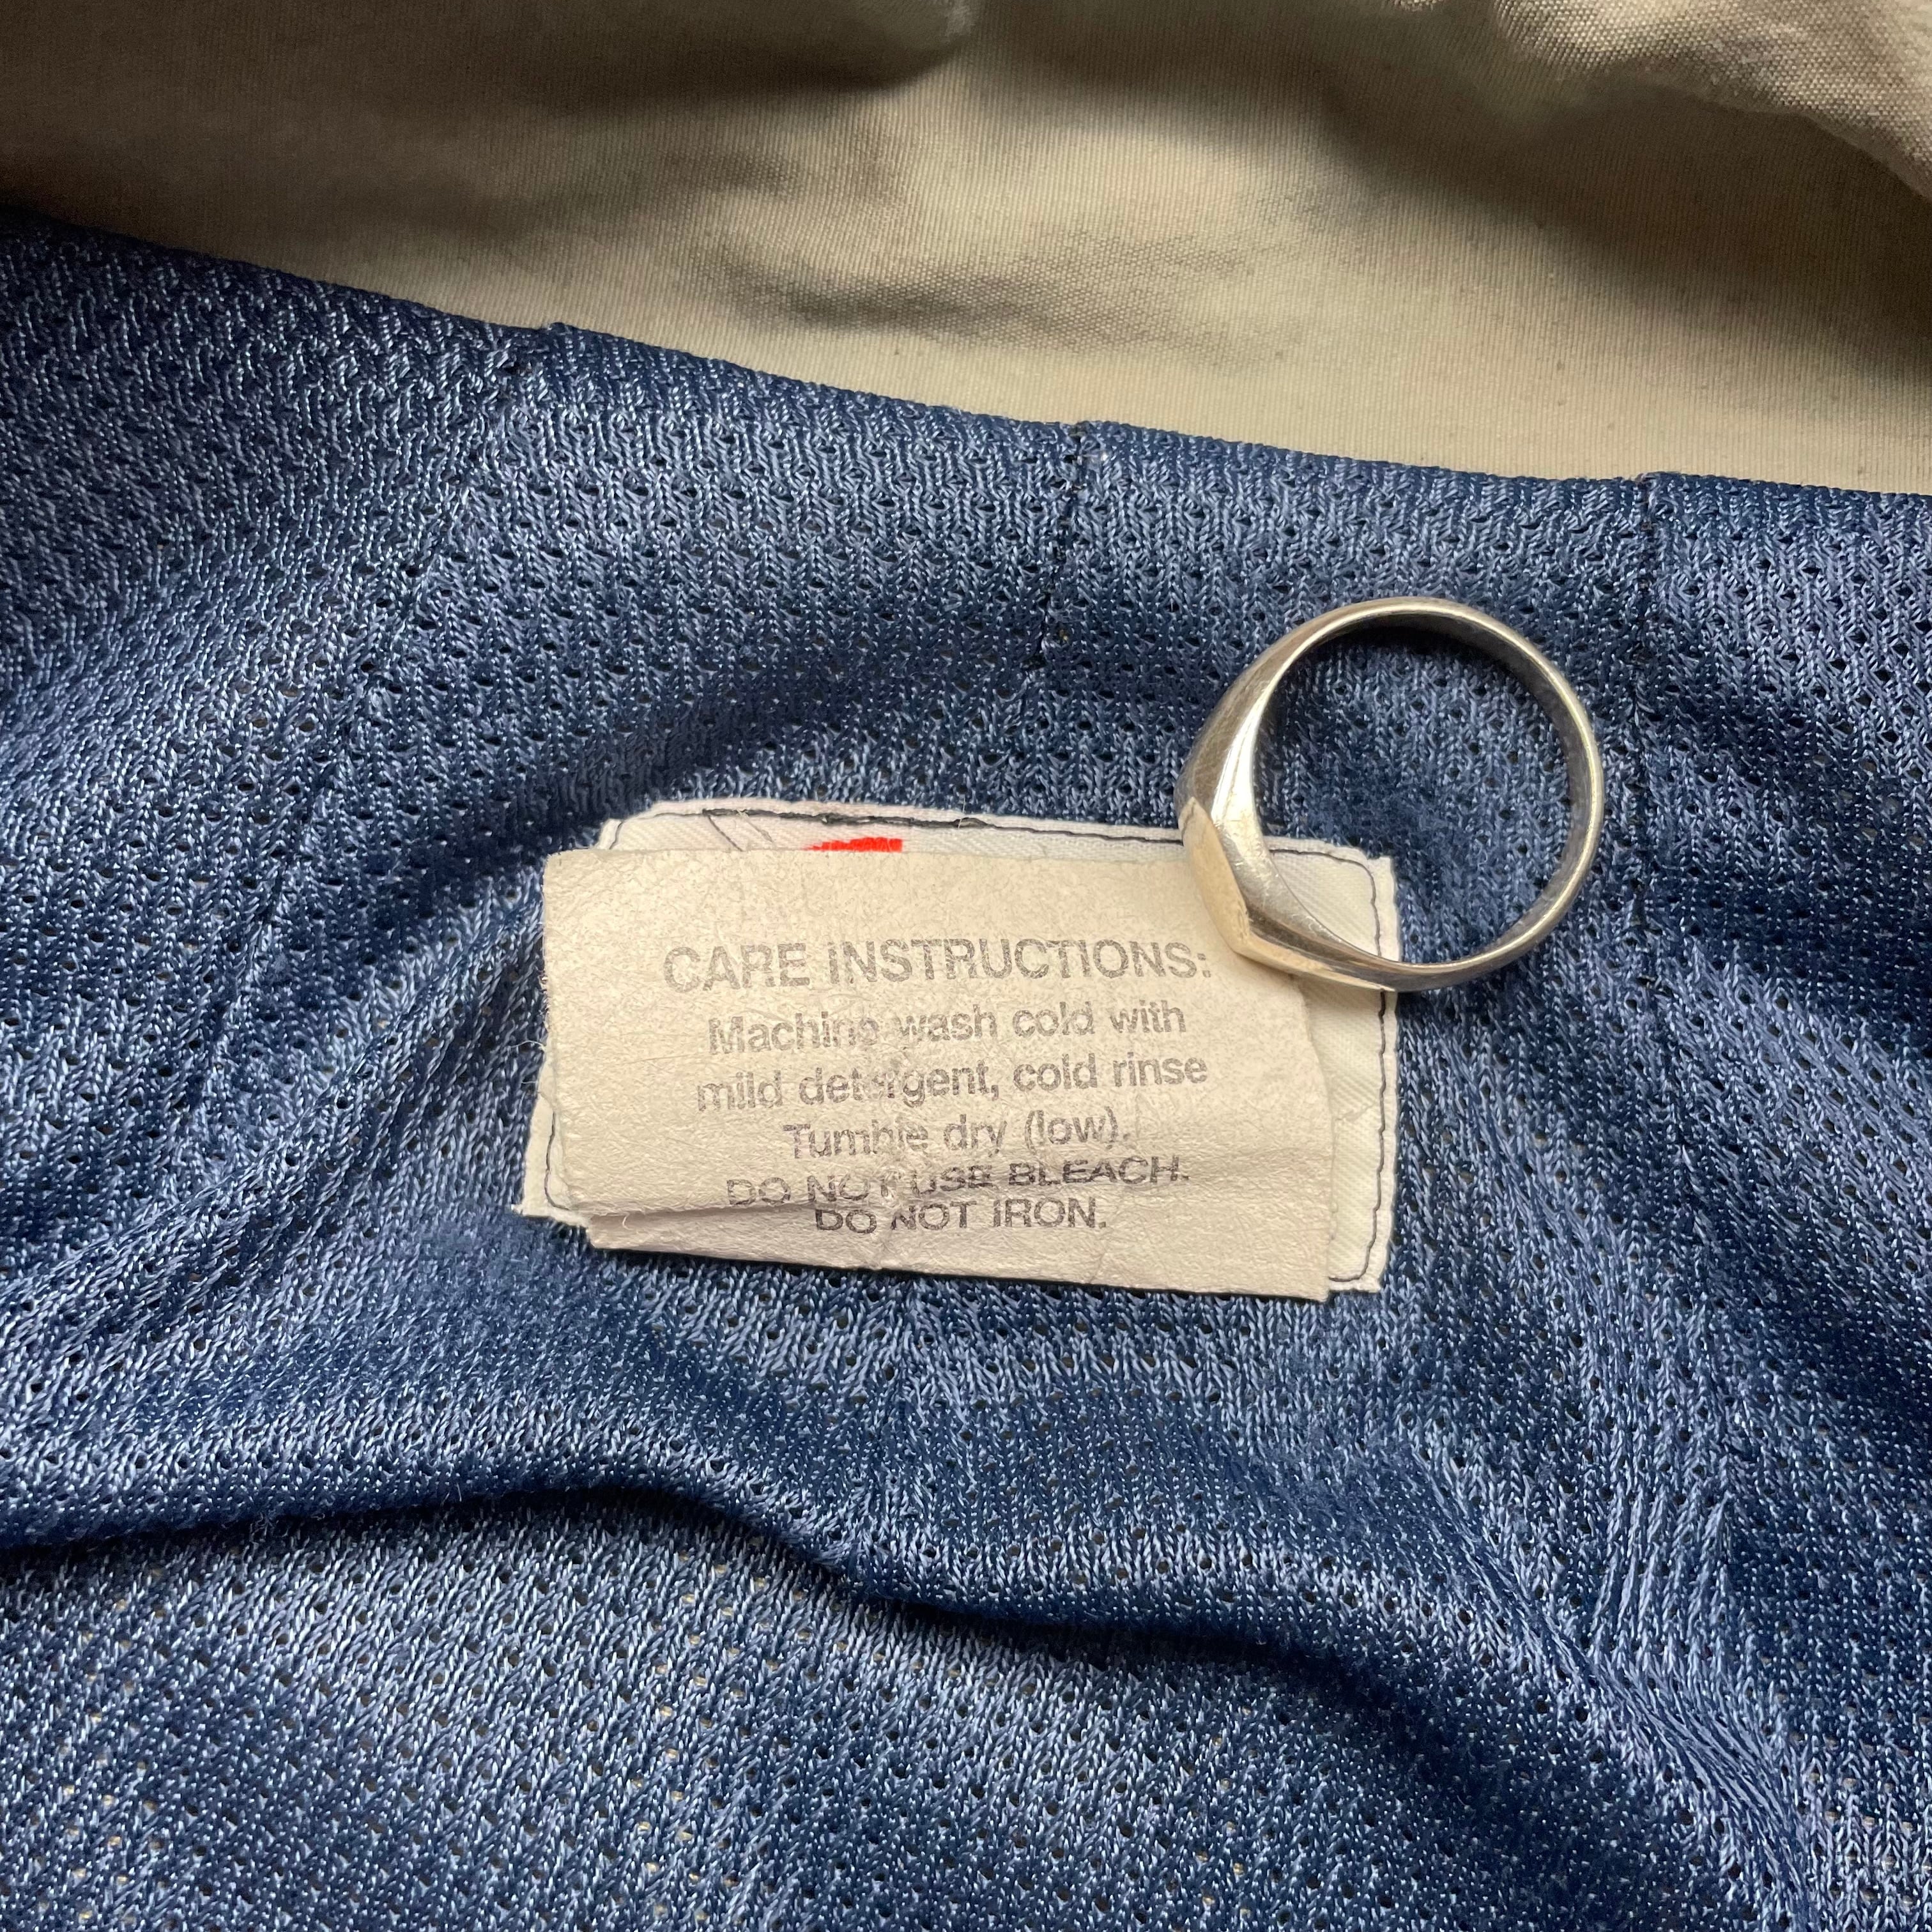 CARE INSTRUCTIONS:
Machine wash cold with
mild detergent, cold rinse
Tumble dry (low).
DO NOT USE BLEACH.
DO NOT IRON.